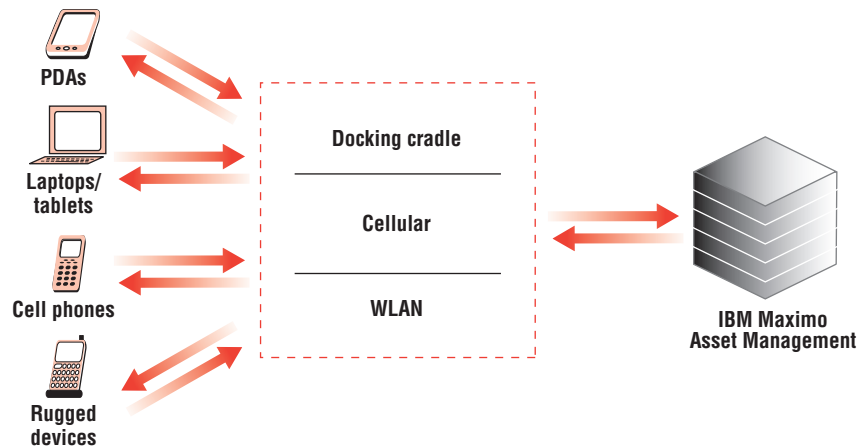 PDAs
Laptops/
tablets
Cell phones
Rugged
devices
Docking cradle
Cellular
WLAN
IBM Maximo
Asset Management